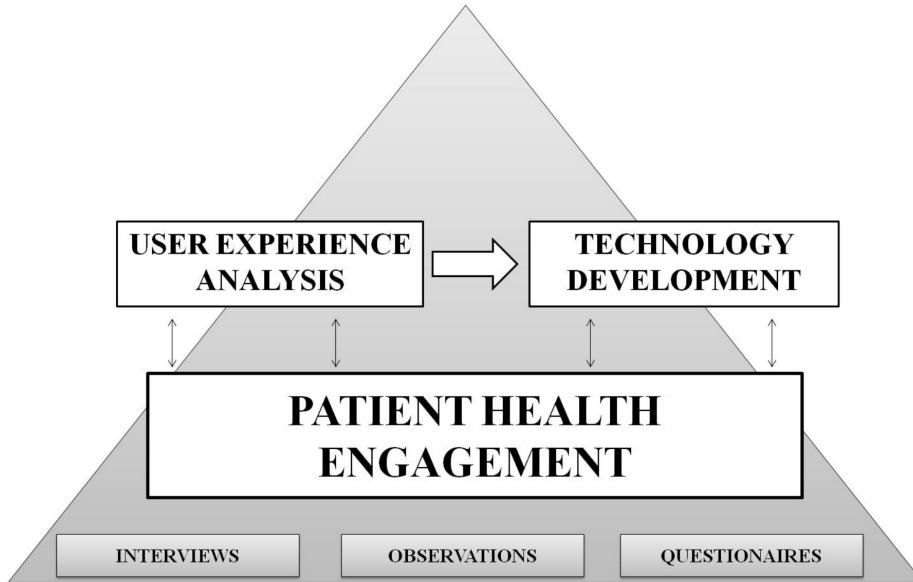 USER EXPERIENCE
ANALYSIS
TECHNOLOGY
DEVELOPMENT
PATIENT HEALTH
ENGAGEMENT
INTERVIEWS
OBSERVATIONS
QUESTIONAIRES